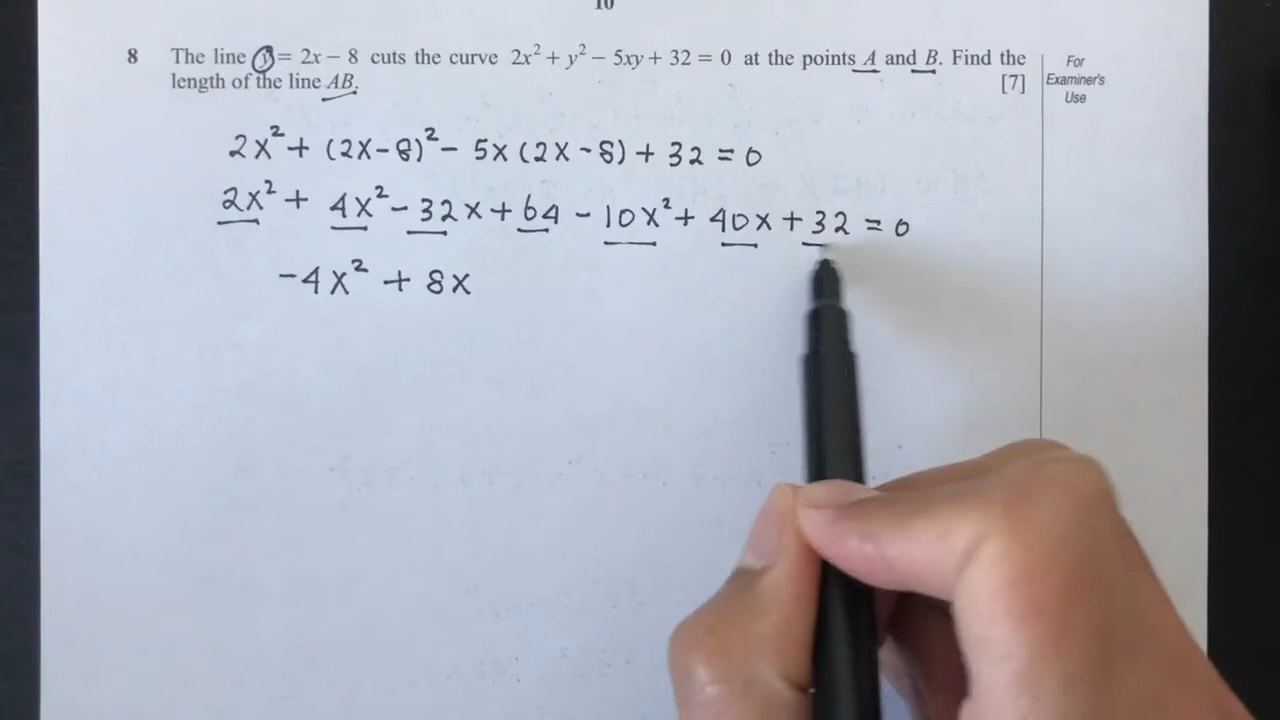 10
8 The line y = 2x − 8 cuts the curve 2x² + y² − 5xy + 32 = 0 at the points A and B. Find the
length of the line AB. [7]
For
Examiner's
Use
2x² + (2x-8)² - 5x(2x-8) + 32 = 0
2x² + 4x² - 32x + 64 - 10x² + 40x + 32 = 0
-4x² + 8x